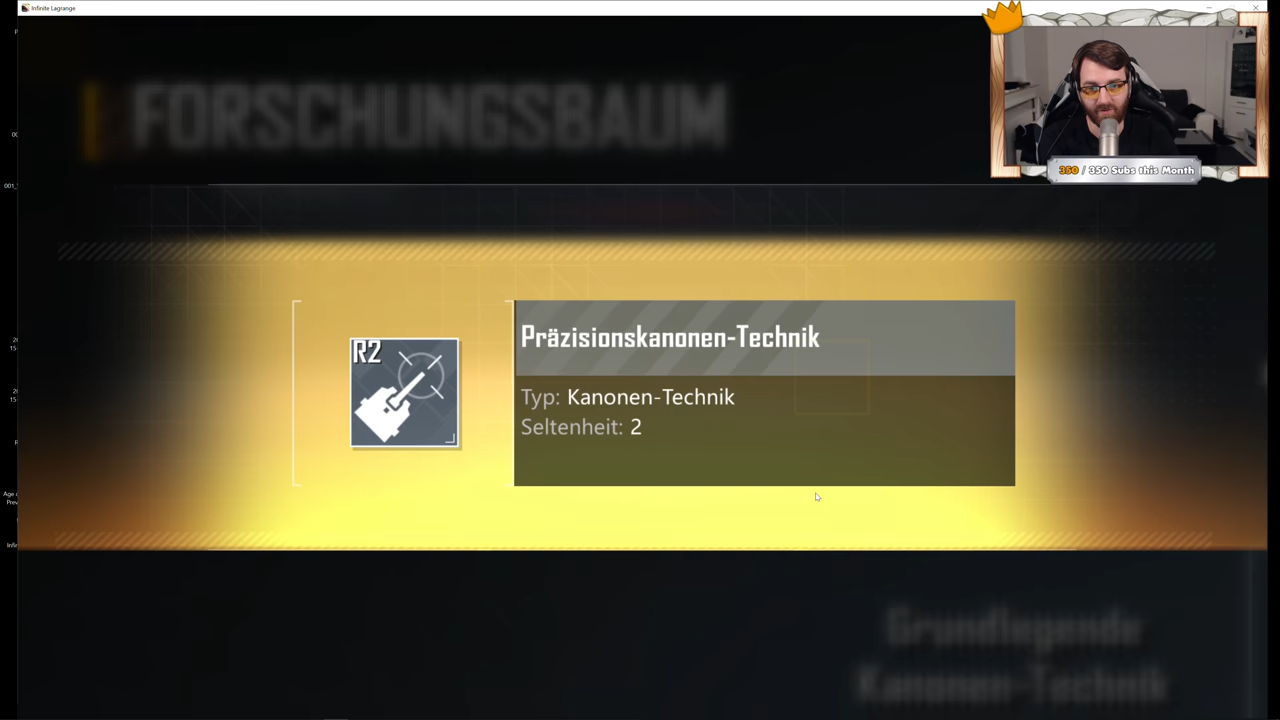 Infinite Lagrange
FORSCHUNGSBAUM
350 / 350 Subs this Month
R2
Präzisionskanonen-Technik
Typ: Kanonen-Technik
Seltenheit: 2
Grundlegende
Kanonen-Technik